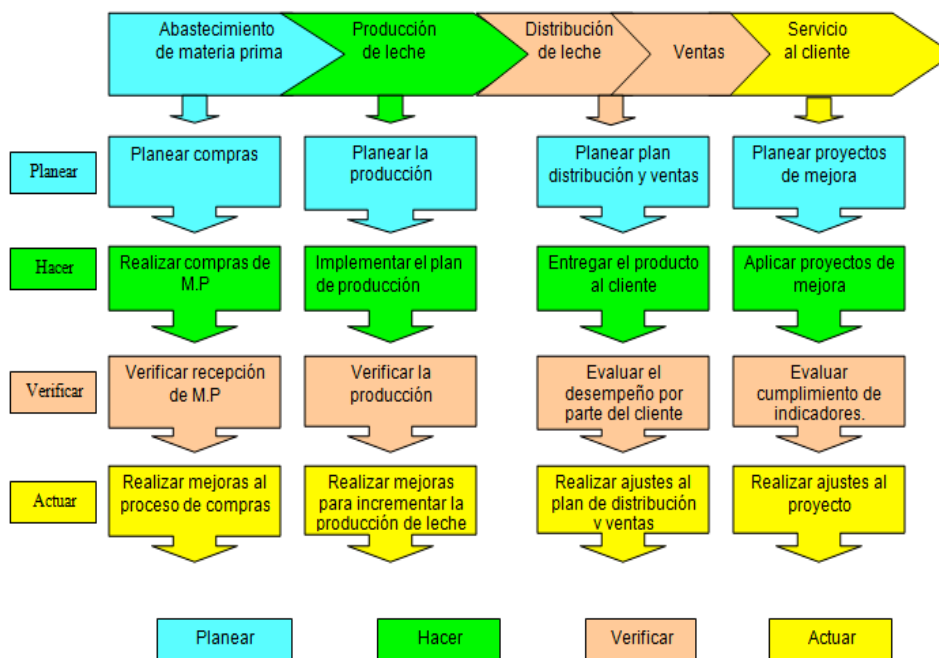 Abastecimiento
de materia prima
Producción
de leche
Distribución
de leche
Ventas
Servicio
al cliente
Planear
Planear compras
Planear la
producción
Planear plan
distribución y ventas
Planear proyectos
de mejora
Hacer
Realizar compras de
M.P
Implementar el plan
de producción
Entregar el producto
al cliente
Aplicar proyectos de
mejora
Verificar
Verificar recepción
de M.P
Verificar la
producción
Evaluar el
desempeño por
parte del cliente
Evaluar
cumplimiento de
indicadores.
Actuar
Realizar mejoras al
proceso de compras
Realizar mejoras
para incrementar la
producción de leche
Realizar ajustes al
plan de distribución
y ventas
Realizar ajustes al
proyecto
Planear
Hacer
Verificar
Actuar